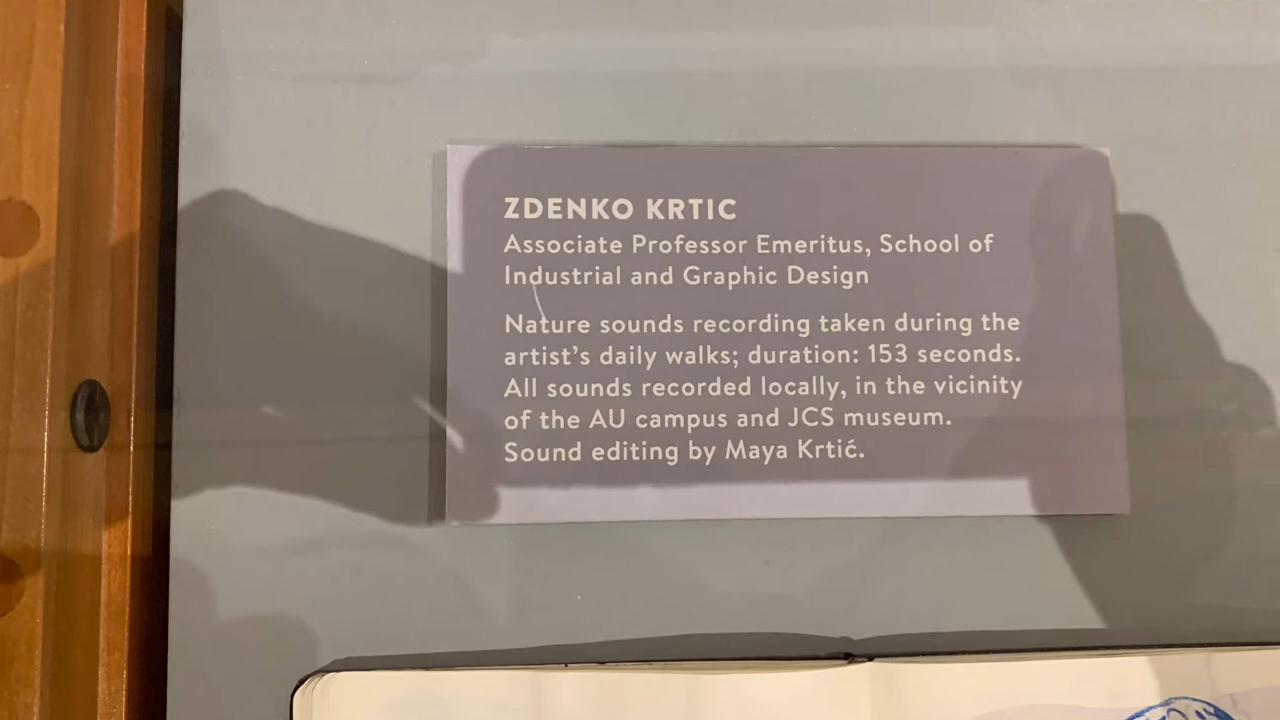 ZDENKO KRTIC
Associate Professor Emeritus, School of
Industrial and Graphic Design
Nature sounds recording taken during the
artist's daily walks; duration: 153 seconds.
All sounds recorded locally, in the vicinity
of the AU campus and JCS museum.
Sound editing by Maya Krtić.